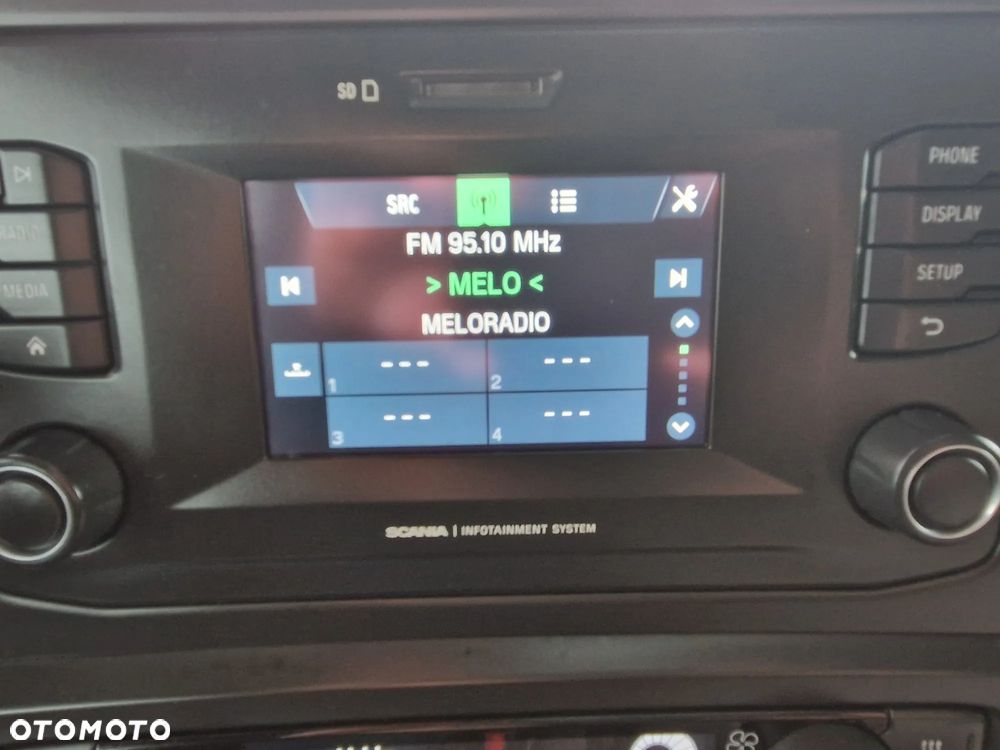 SD
PHONE
RADIO
DISPLAY
MEDIA
SETUP
SRC
FM 95.10 MHz
> MELO <
MELORADIO
--- 1
--- 2
--- 3
--- 4
SCANIA | INFOTAINMENT SYSTEM
OTOMOTO